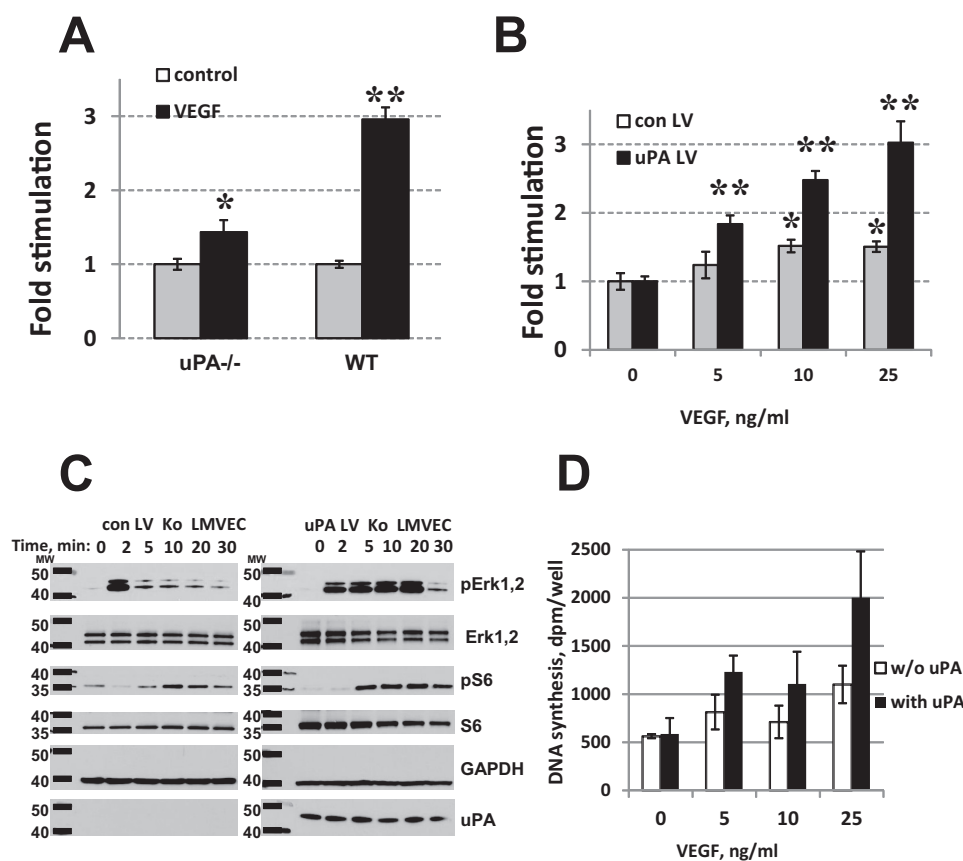 A
control
VEGF
Fold stimulation
3
2
1
0
*
**
uPA-/-
WT
B
con LV
uPA LV
Fold stimulation
3
2
1
0
**
*
**
*
**
0 5 10 25
VEGF, ng/ml
C
con LV Ko LMVEC
Time, min: 0 2 5 10 20 30
MW
50
40
50
40
40
35
40
35
50
40
50
40
uPA LV Ko LMVEC
0 2 5 10 20 30
MW
50
40
50
40
40
35
40
35
50
40
50
40
pErk1,2
Erk1,2
pS6
S6
GAPDH
uPA
D
DNA synthesis, dpm/well
2500
2000
1500
1000
500
0
w/o uPA
with uPA
0 5 10 25
VEGF, ng/ml